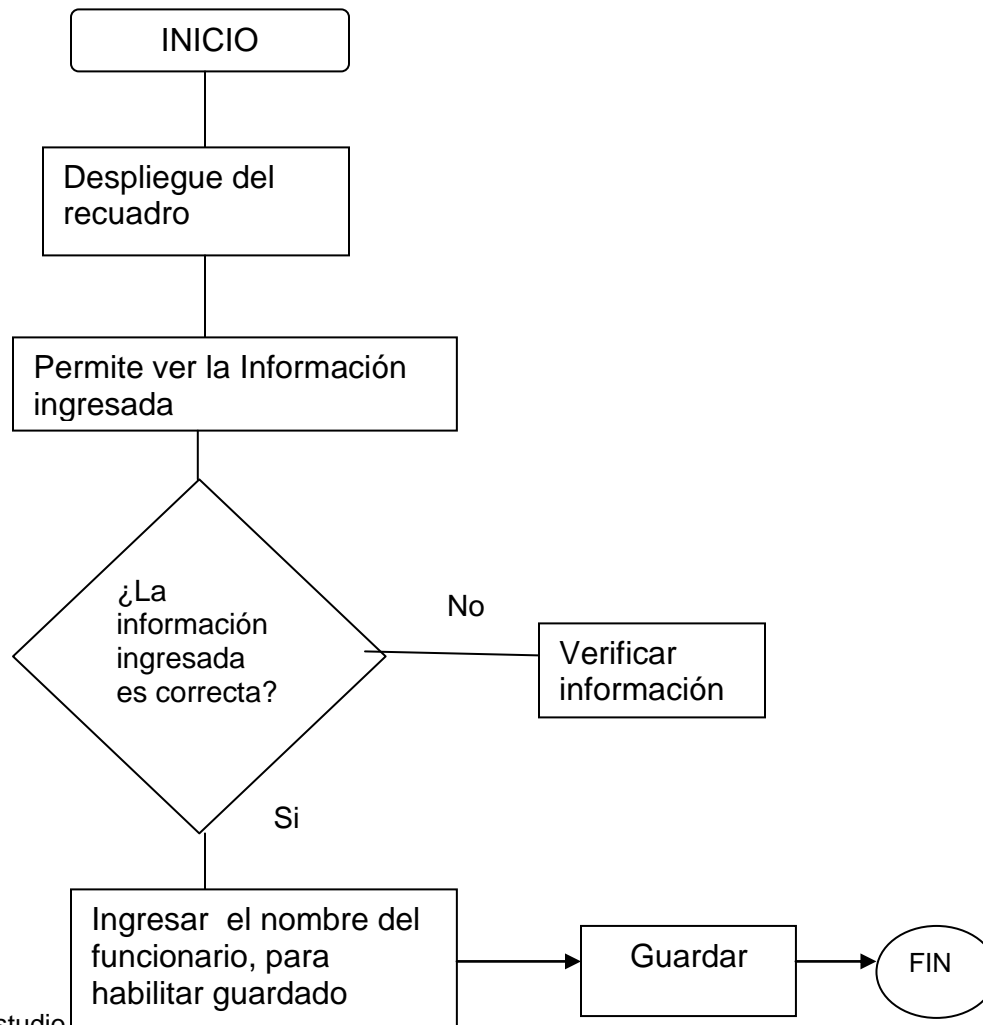 INICIO
Despliegue del
recuadro
Permite ver la Información
ingresada
¿La
información
ingresada
es correcta?
No
Verificar
información
Si
Ingresar el nombre del
funcionario, para
habilitar guardado
Guardar
FIN